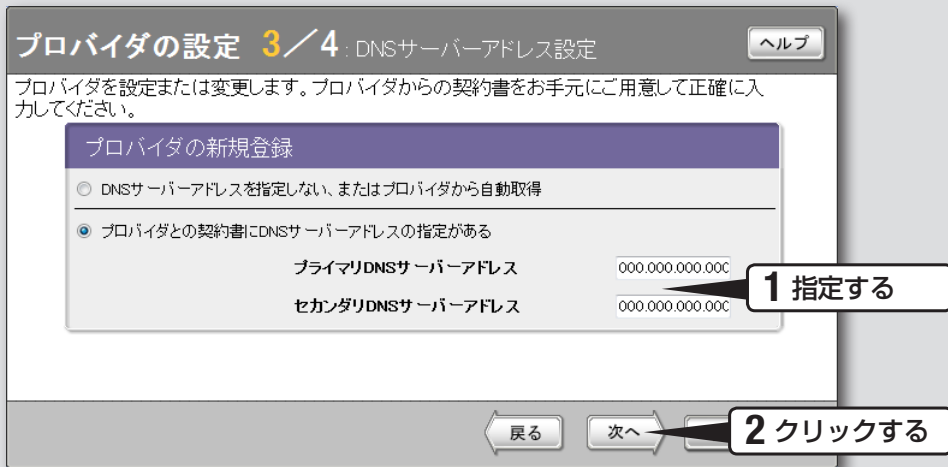 プロバイダの設定 3／4:DNSサーバーアドレス設定
ヘルプ
プロバイダを設定または変更します。プロバイダからの契約書をお手元にご用意して正確に入
力してください。
プロバイダの新規登録
DNSサーバーアドレスを指定しない、またはプロバイダから自動取得
プロバイダとの契約書にDNSサーバーアドレスの指定がある
プライマリDNSサーバーアドレス 000.000.000.000
1 指定する
セカンダリDNSサーバーアドレス 000.000.000.000
戻る
次へ
2 クリックする